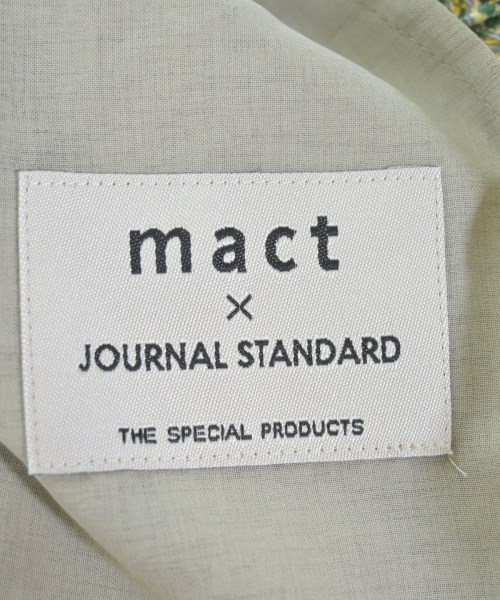 mact
×
JOURNAL STANDARD
THE SPECIAL PRODUCTS